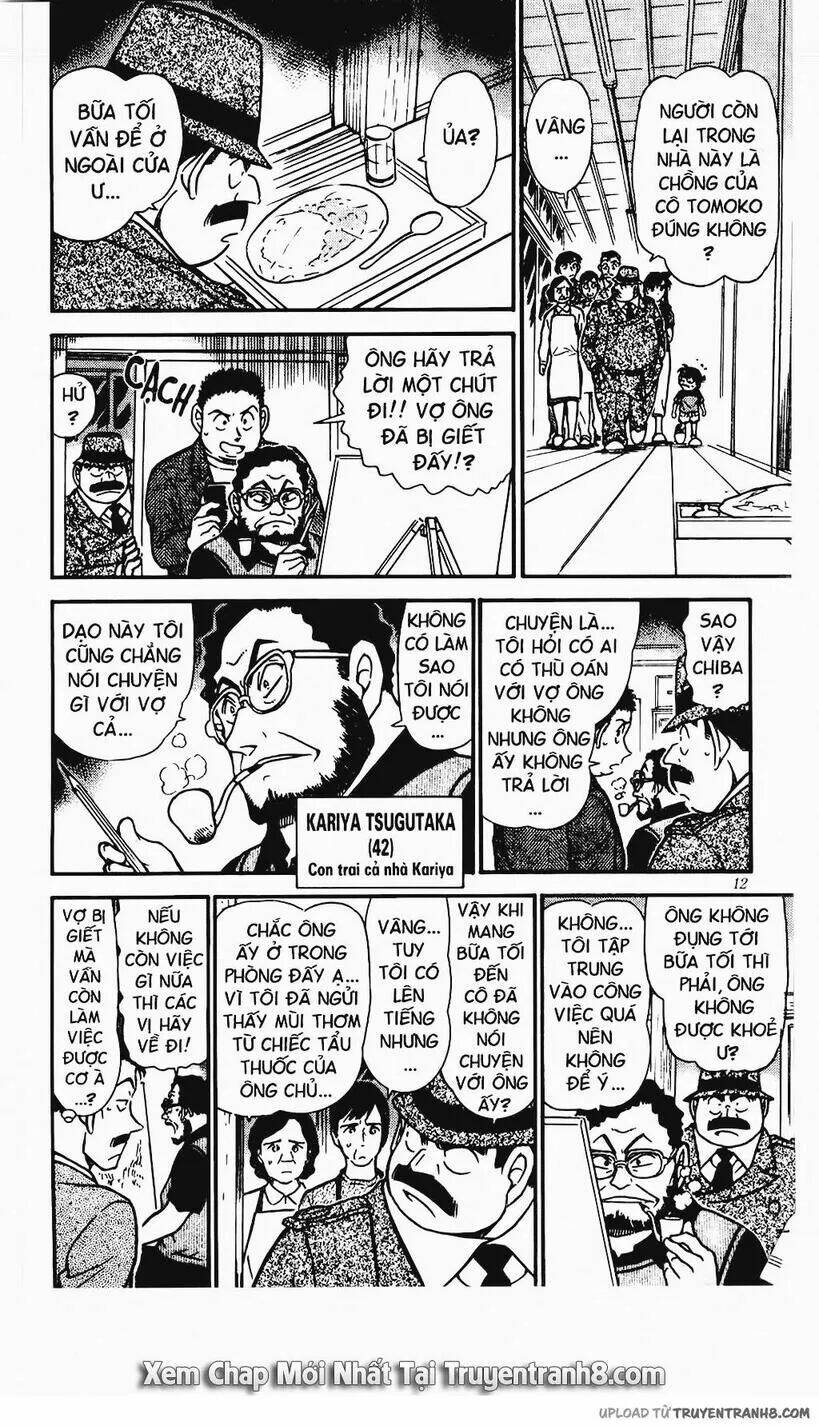 NGƯỜI CÒN
LẠI TRONG
NHÀ NÀY LÀ
CHỒNG CỦA
CÔ TOMOKO
ĐÚNG KHÔNG
?
VÂNG
...
ỦA?
BỮA TỐI
VẪN ĐỂ Ở
NGOÀI CỬA
Ư...
ÔNG HÃY TRẢ
LỜI MỘT CHÚT
ĐI!! VỢ ÔNG
ĐÃ BỊ GIẾT
ĐẤY!?
CẠCH
HỬ
?
SAO
VẬY
CHIBA
?
CHUYỆN LÀ...
TÔI HỎI CÓ AI
CÓ THÙ OÁN
VỚI VỢ ÔNG
KHÔNG
NHƯNG ÔNG
ẤY KHÔNG
TRẢ LỜI
...
KHÔNG
CÓ LÀM
SAO
TÔI NÓI
ĐƯỢC
...
DẠO NÀY TÔI
CŨNG CHẲNG
NÓI CHUYỆN
GÌ VỚI VỢ
CẢ...
KARIYA TSUGUTAKA
(42)
Con trai cả nhà Kariya
12
ÔNG KHÔNG
ĐỤNG TỚI
BỮA TỐI THÌ
PHẢI, ÔNG
KHÔNG
ĐƯỢC KHOẺ
Ư?
KHÔNG...
TÔI TẬP
TRUNG
VÀO CÔNG
VIỆC QUÁ
NÊN
KHÔNG
ĐỂ Ý...
VẬY KHI
MANG
BỮA TỐI
ĐẾN
CÔ ĐÃ
KHÔNG
NÓI
CHUYỆN
VỚI ÔNG
ẤY?
VÂNG...
TUY
TÔI CÓ
LÊN
TIẾNG
NHƯNG
...
CHẮC ÔNG
ẤY Ở TRONG
PHÒNG ĐẤY Ạ...
VÌ TÔI ĐÃ NGỬI
THẤY MÙI THƠM
TỪ CHIẾC TẨU
THUỐC CỦA
ÔNG CHỦ...
NẾU
KHÔNG
CÒN VIỆC
GÌ NỮA
THÌ CÁC
VỊ HÃY
VỀ ĐI!
VỢ BỊ
GIẾT
MÀ
VẨN
CÒN
LÀM
VIỆC
ĐƯỢC
CƠ À
...?
Xem Chap Mới Nhất Tại Truyentranh8.com
UPLOAD TỪ TRUYENTRANH8.COM